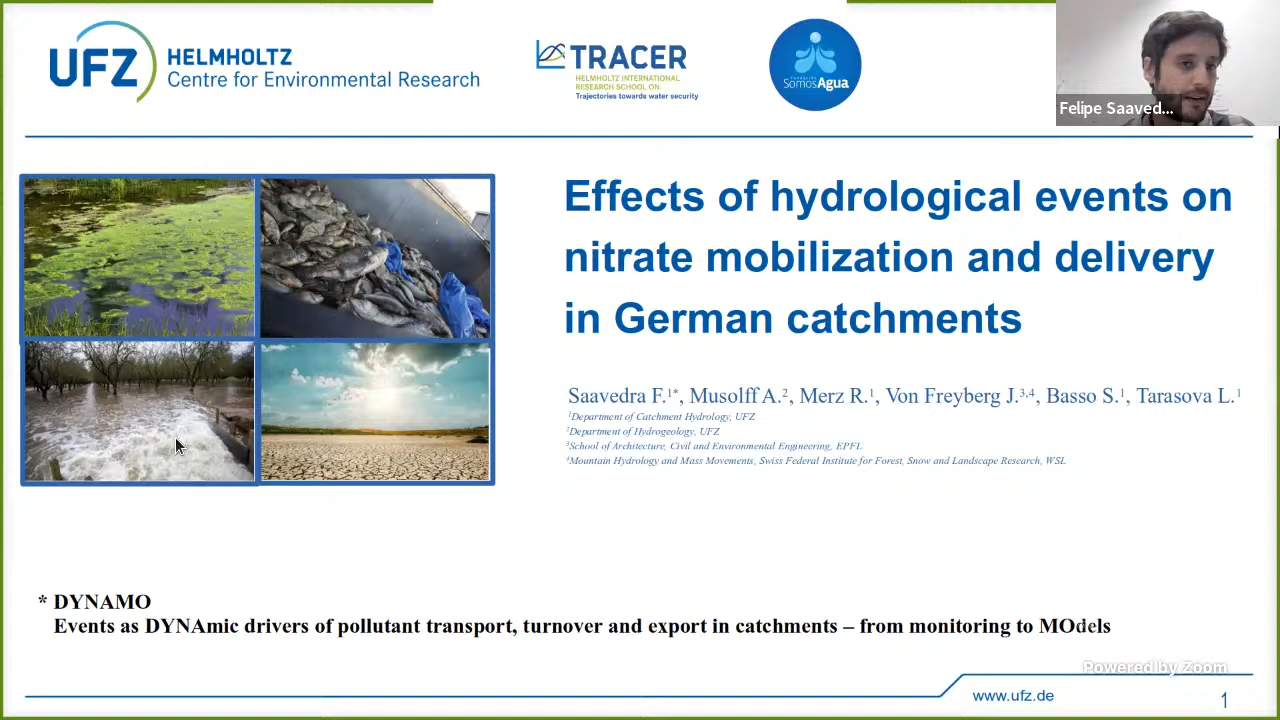 UFZ HELMHOLTZ
Centre for Environmental Research
TRACER
HELMHOLTZ INTERNATIONAL
RESEARCH SCHOOL ON
Trajectories towards water security
Fundación
SomosAgua
Felipe Saaved...
Effects of hydrological events on
nitrate mobilization and delivery
in German catchments
Saavedra F.1*, Musolff A.2, Merz R.1, Von Freyberg J.3,4, Basso S.1, Tarasova L.1
1Department of Catchment Hydrology, UFZ
2Department of Hydrogeology, UFZ
3School of Architecture, Civil and Environmental Engineering, EPFL
4Mountain Hydrology and Mass Movements, Swiss Federal Institute for Forest, Snow and Landscape Research, WSL
* DYNAMO
Events as DYNAmic drivers of pollutant transport, turnover and export in catchments – from monitoring to MOdels
Powered by Zoom
www.ufz.de
1